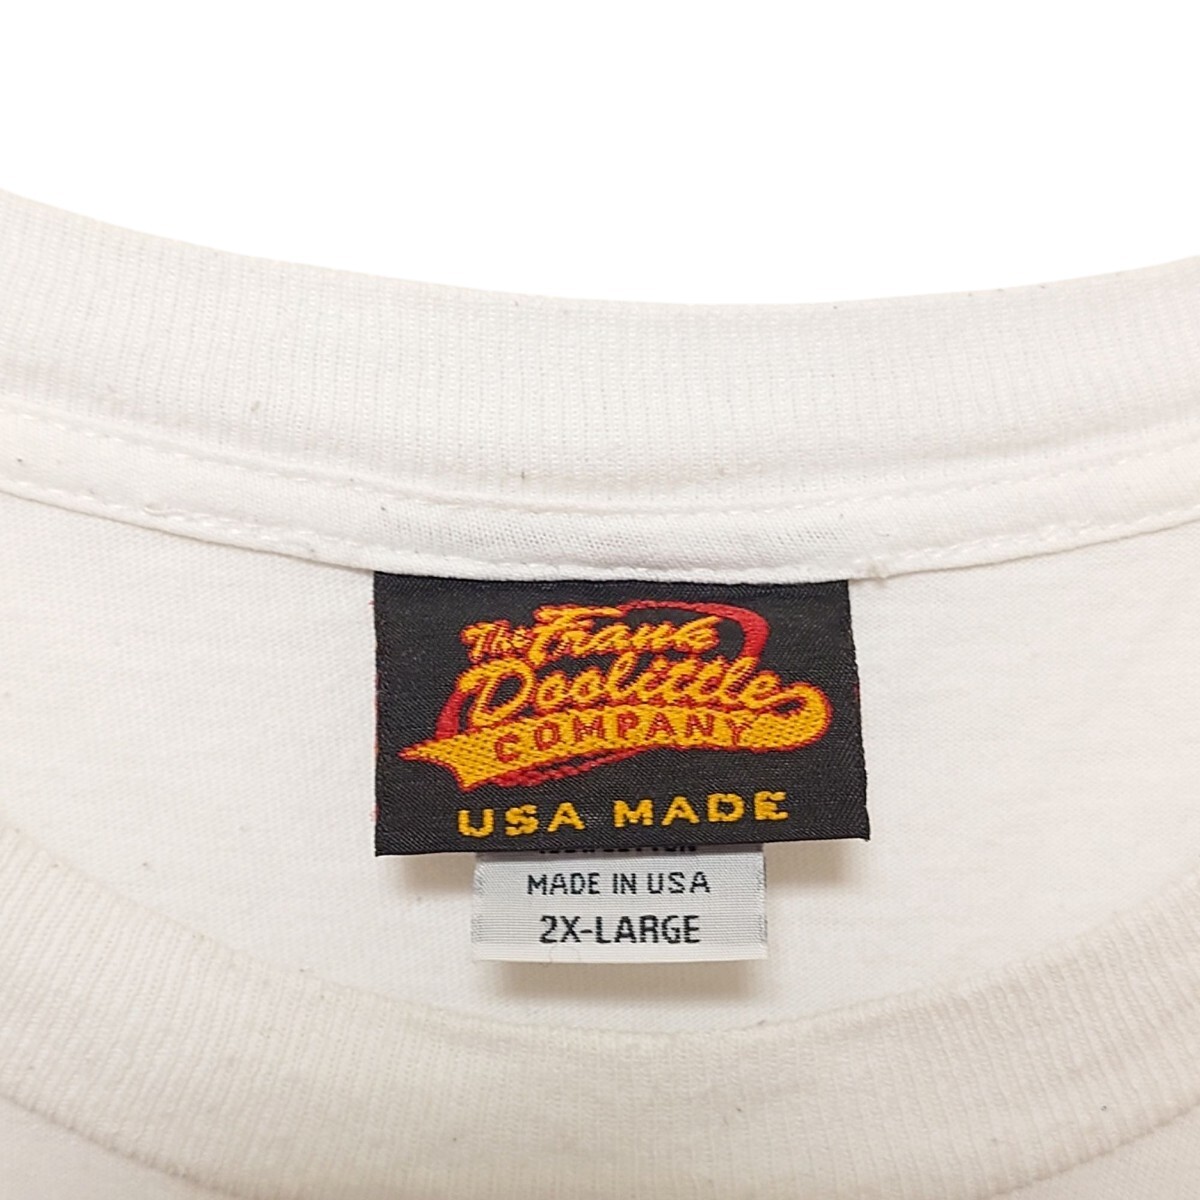 The Frank
Doolittle
COMPANY
USA MADE
MADE IN USA
2X-LARGE